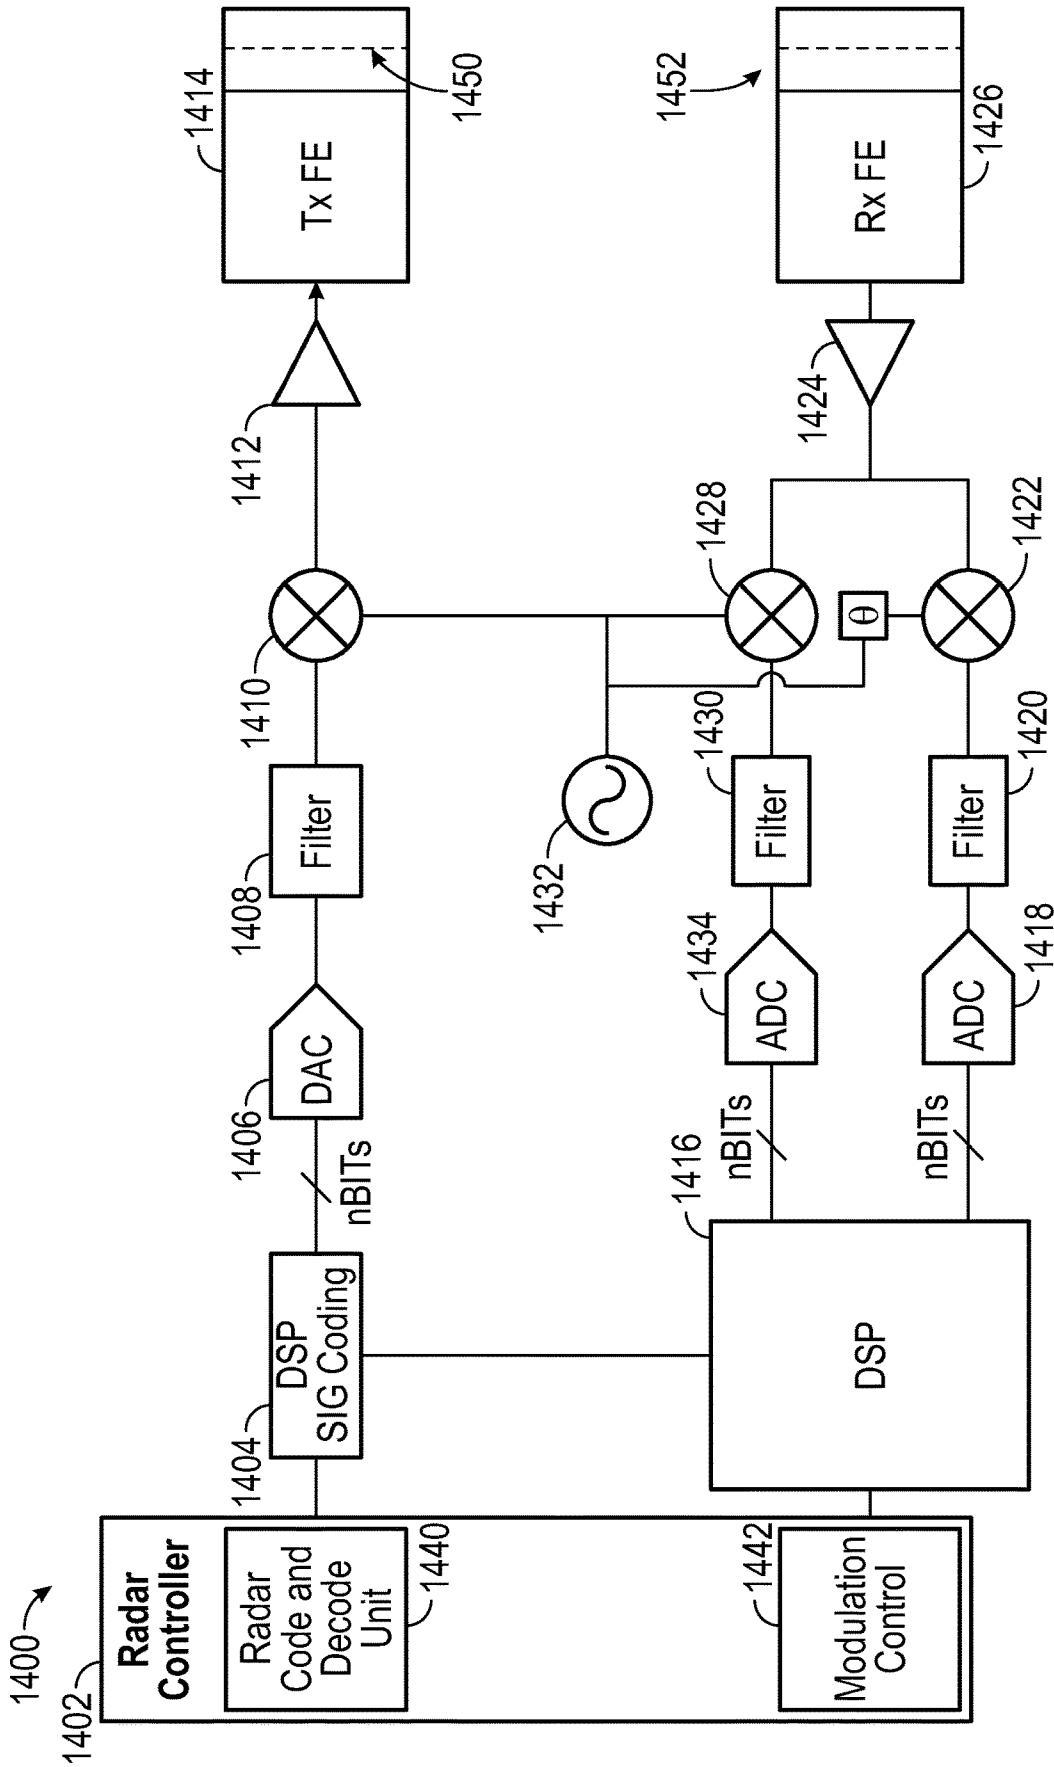 1400
1402
Radar
Controller
Radar
Code and
Decode
Unit
1440
Modulation
Control
1442
1404
DSP
SIG Coding
nBITs
1406
DAC
1408
Filter
1410
1412
1414
Tx FE
1450
1432
1416
DSP
nBITs
1434
ADC
1430
Filter
1428
θ
nBITs
ADC
1418
Filter
1420
1422
1424
Rx FE
1426
1452